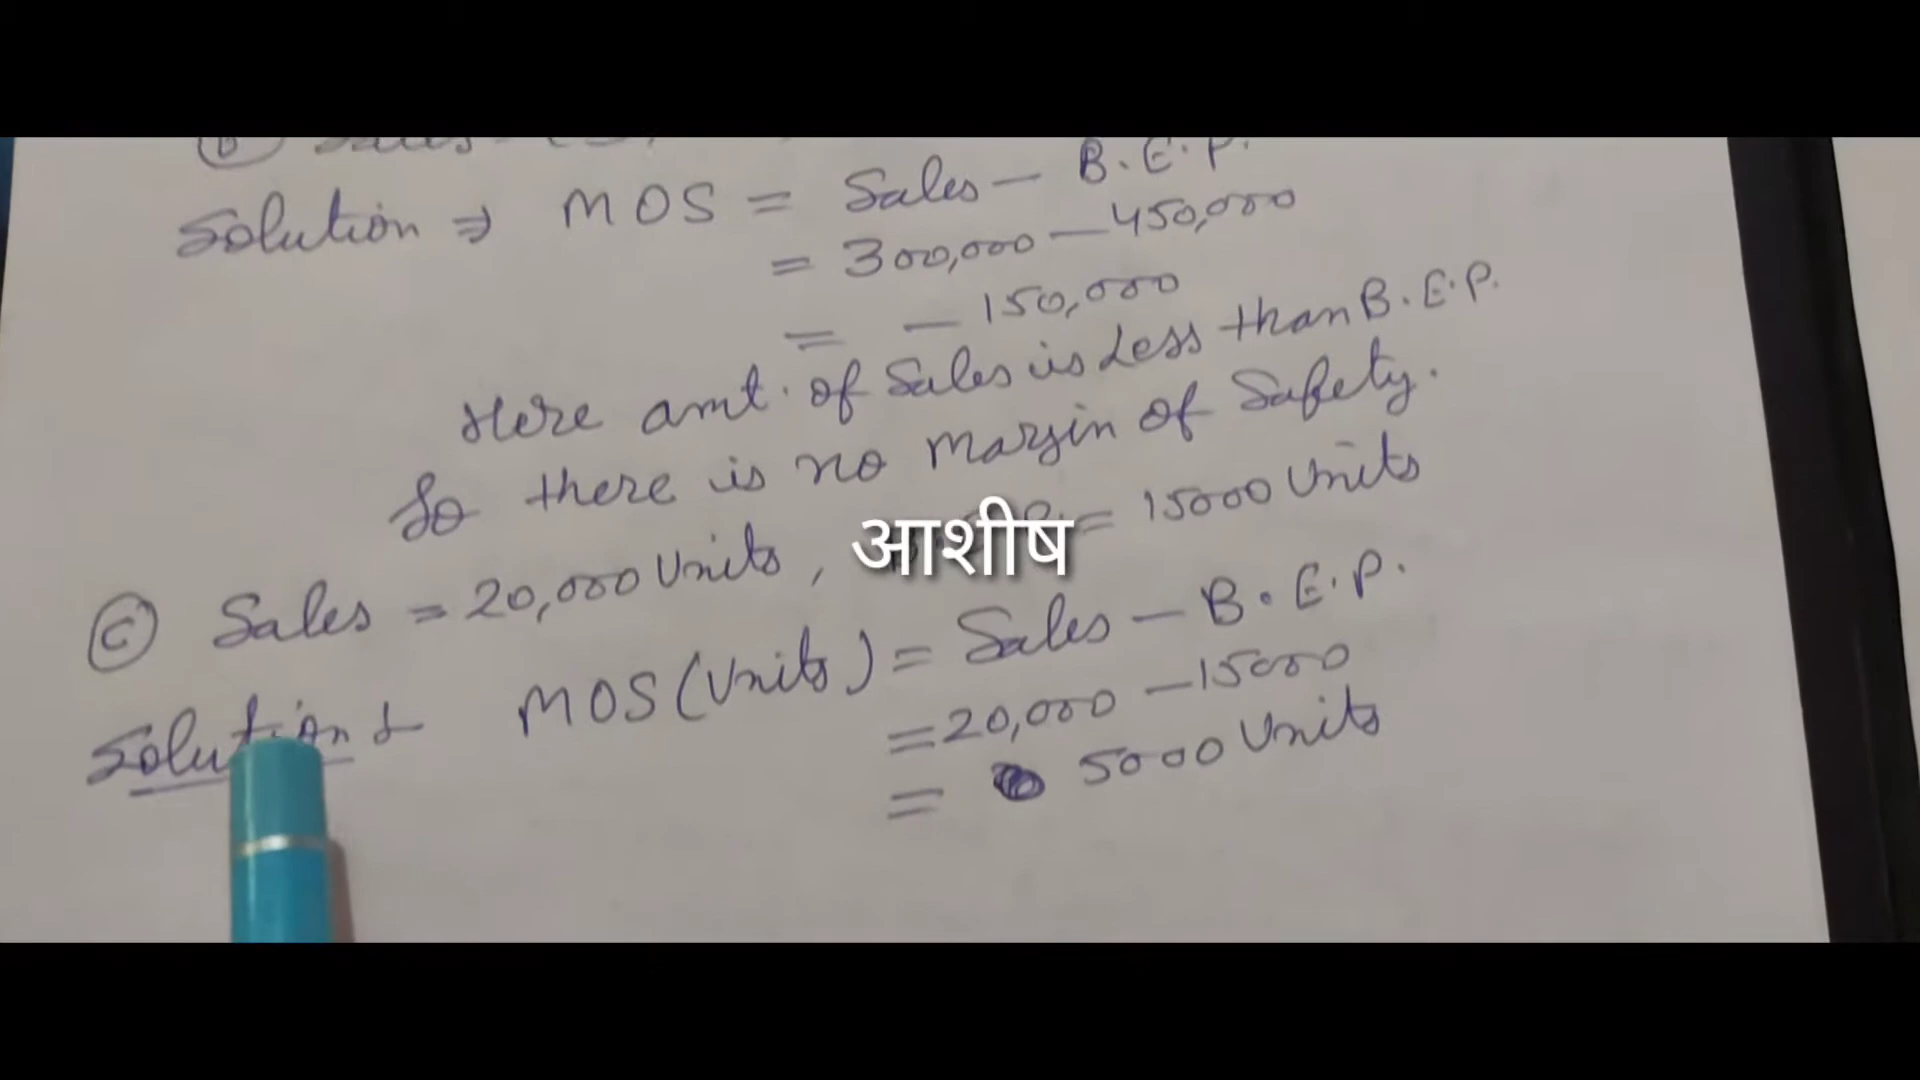 Solution ⇒ MOS = Sales – B.E.P.
= 300,000 – 450,000
= – 150,000
Here amt. of Sales is Less than B.E.P.
So there is no Margin of Safety.
आशीष
Ⓒ Sales = 20,000 Units, = 15000 Units
Solution MOS (Units) = Sales – B.E.P.
= 20,000 – 15000
= 5000 Units